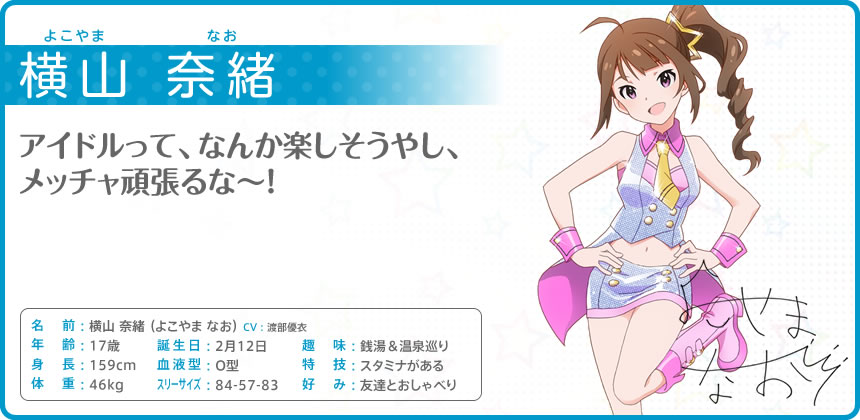 よこやま なお
横山 奈緒
アイドルって、なんか楽しそうやし、
メッチャ頑張るな〜!
名 前：横山 奈緒 (よこやま なお) CV：渡部優衣
年 齢：17歳 誕生日：2月12日 趣 味：銭湯＆温泉巡り
身 長：159cm 血液型：O型 特 技：スタミナがある
体 重：46kg スリーサイズ：84-57-83 好 み：友達とおしゃべり
よこやま
なお